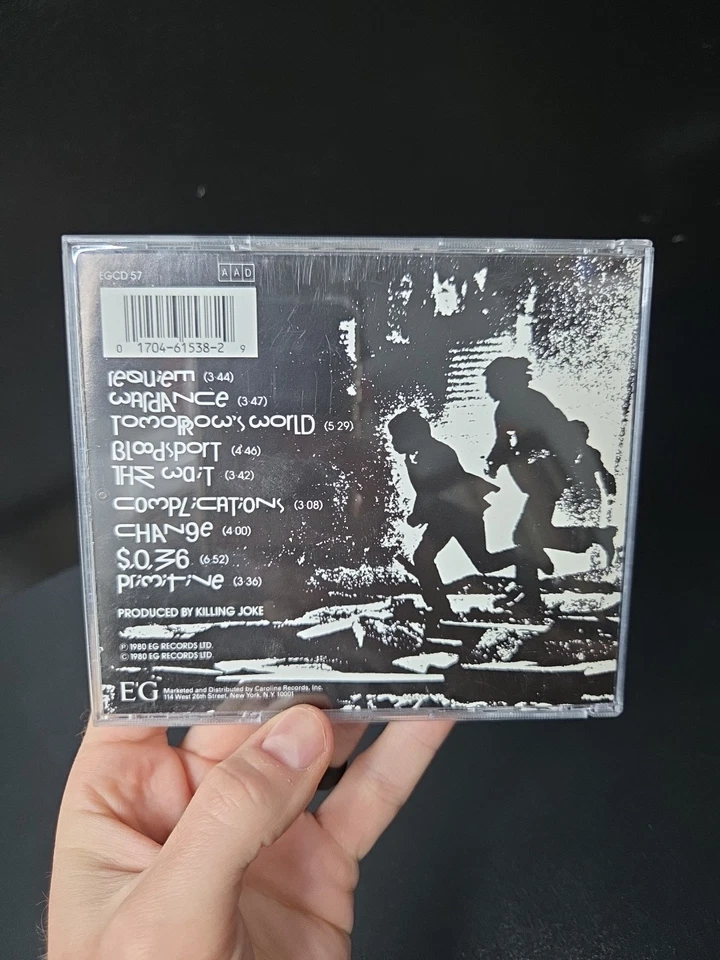 EGCD 57
AAD
0 1704-61538-2 9
REQUIEM (3:44)
WARDANCE (3:47)
TOMORROW'S WORLD (5:29)
BLOODSPORT (4:46)
THE WAIT (3:42)
COMPLICATIONS (3:08)
CHANGE (4:00)
$.O.36 (6:52)
PRIMITIVE (3:36)
PRODUCED BY KILLING JOKE
℗ 1980 EG RECORDS LTD.
© 1980 EG RECORDS LTD.
EG
Marketed and Distributed by Caroline Records, Inc.
114 West 26th Street, New York, N.Y. 10001